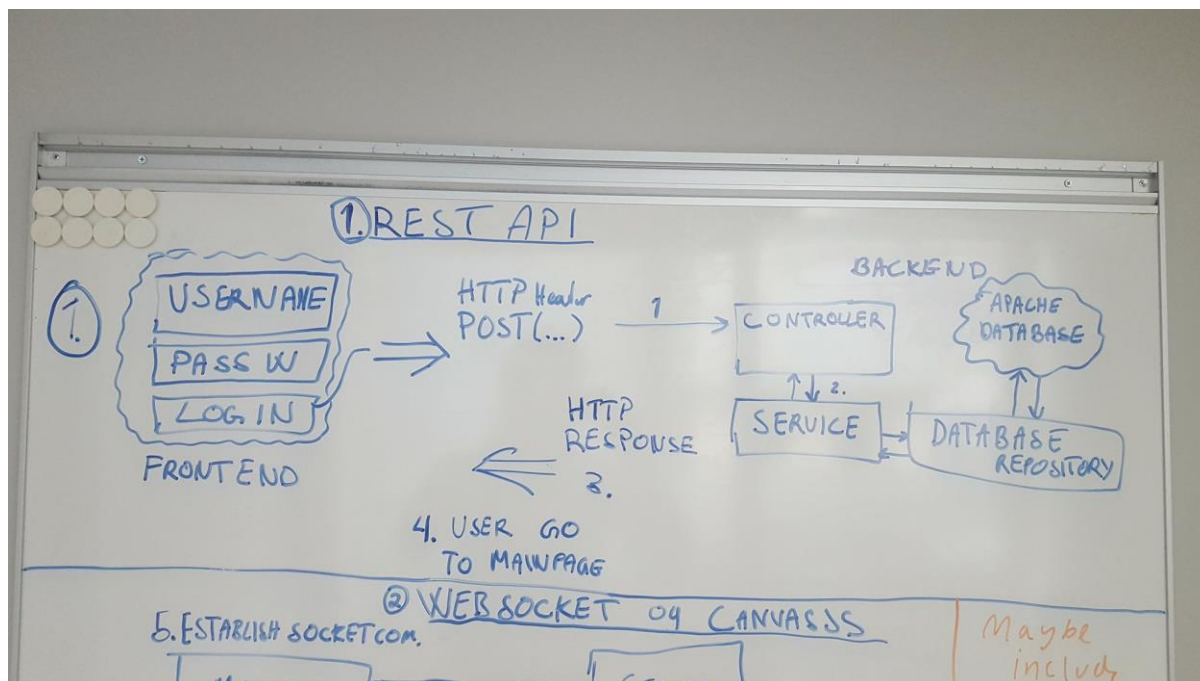 1. REST API
1.
USERNAME
PASS W
LOGIN
FRONTEND
HTTP Header
POST(...)
1
BACKEND
CONTROLLER
APACHE
DATABASE
2.
SERVICE
DATABASE
REPOSITORY
HTTP
RESPONSE
3.
4. USER GO
TO MAINPAGE
2 WEBSOCKET og CANVASJS
5. ESTABLISH SOCKET COM.
Maybe
include